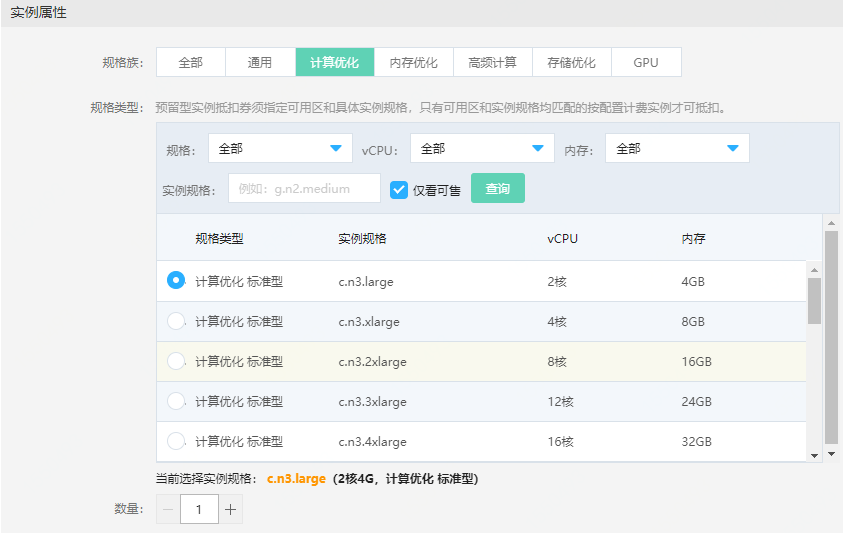 实例属性
规格族： 全部 通用 计算优化 内存优化 高频计算 存储优化 GPU
规格类型： 预留型实例抵扣券须指定可用区和具体实例规格，只有可用区和实例规格均匹配的按配置计费实例才可抵扣。
规格： 全部 vCPU： 全部 内存： 全部
实例规格： 例如：g.n2.medium 仅看可售 查询
规格类型 实例规格 vCPU 内存
计算优化 标准型 c.n3.large 2核 4GB
计算优化 标准型 c.n3.xlarge 4核 8GB
计算优化 标准型 c.n3.2xlarge 8核 16GB
计算优化 标准型 c.n3.3xlarge 12核 24GB
计算优化 标准型 c.n3.4xlarge 16核 32GB
当前选择实例规格： c.n3.large（2核4G，计算优化 标准型）
数量： － 1 ＋